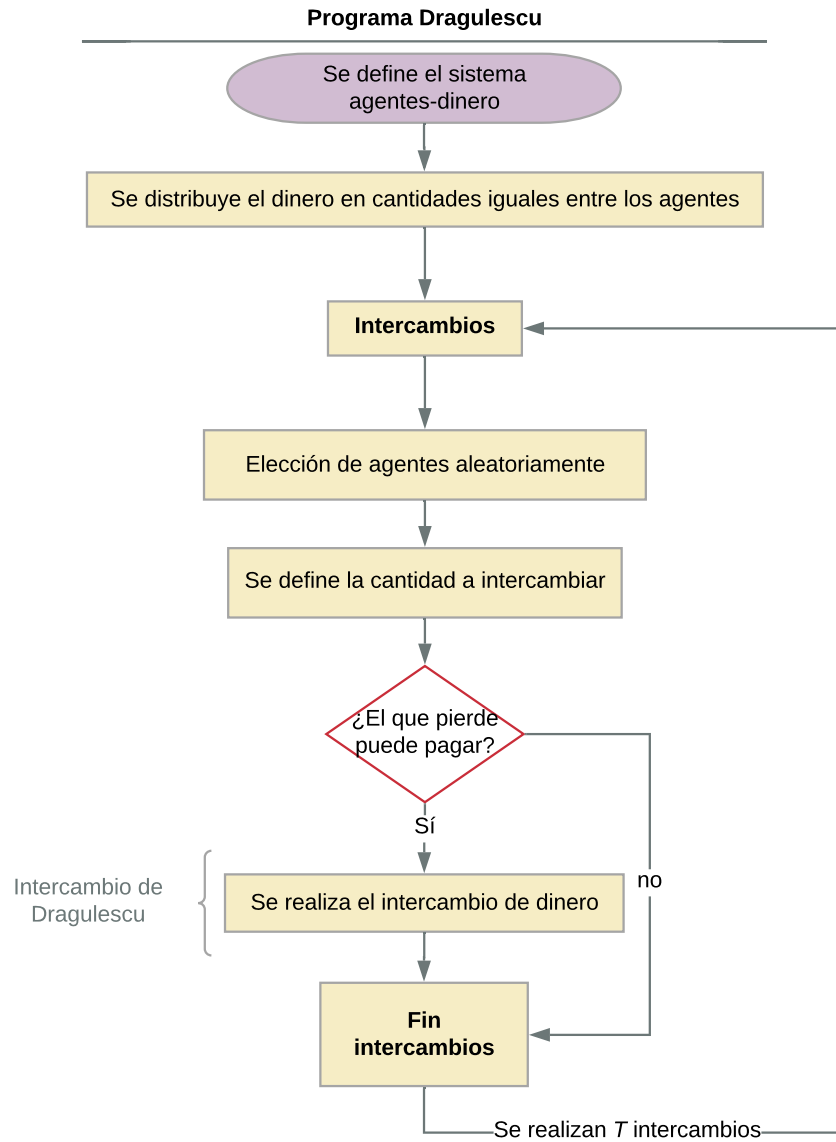 Programa Dragulescu
Se define el sistema
agentes-dinero
Se distribuye el dinero en cantidades iguales entre los agentes
Intercambios
Elección de agentes aleatoriamente
Se define la cantidad a intercambiar
¿El que pierde
puede pagar?
Sí
no
Intercambio de
Dragulescu
Se realiza el intercambio de dinero
Fin
intercambios
Se realizan T intercambios